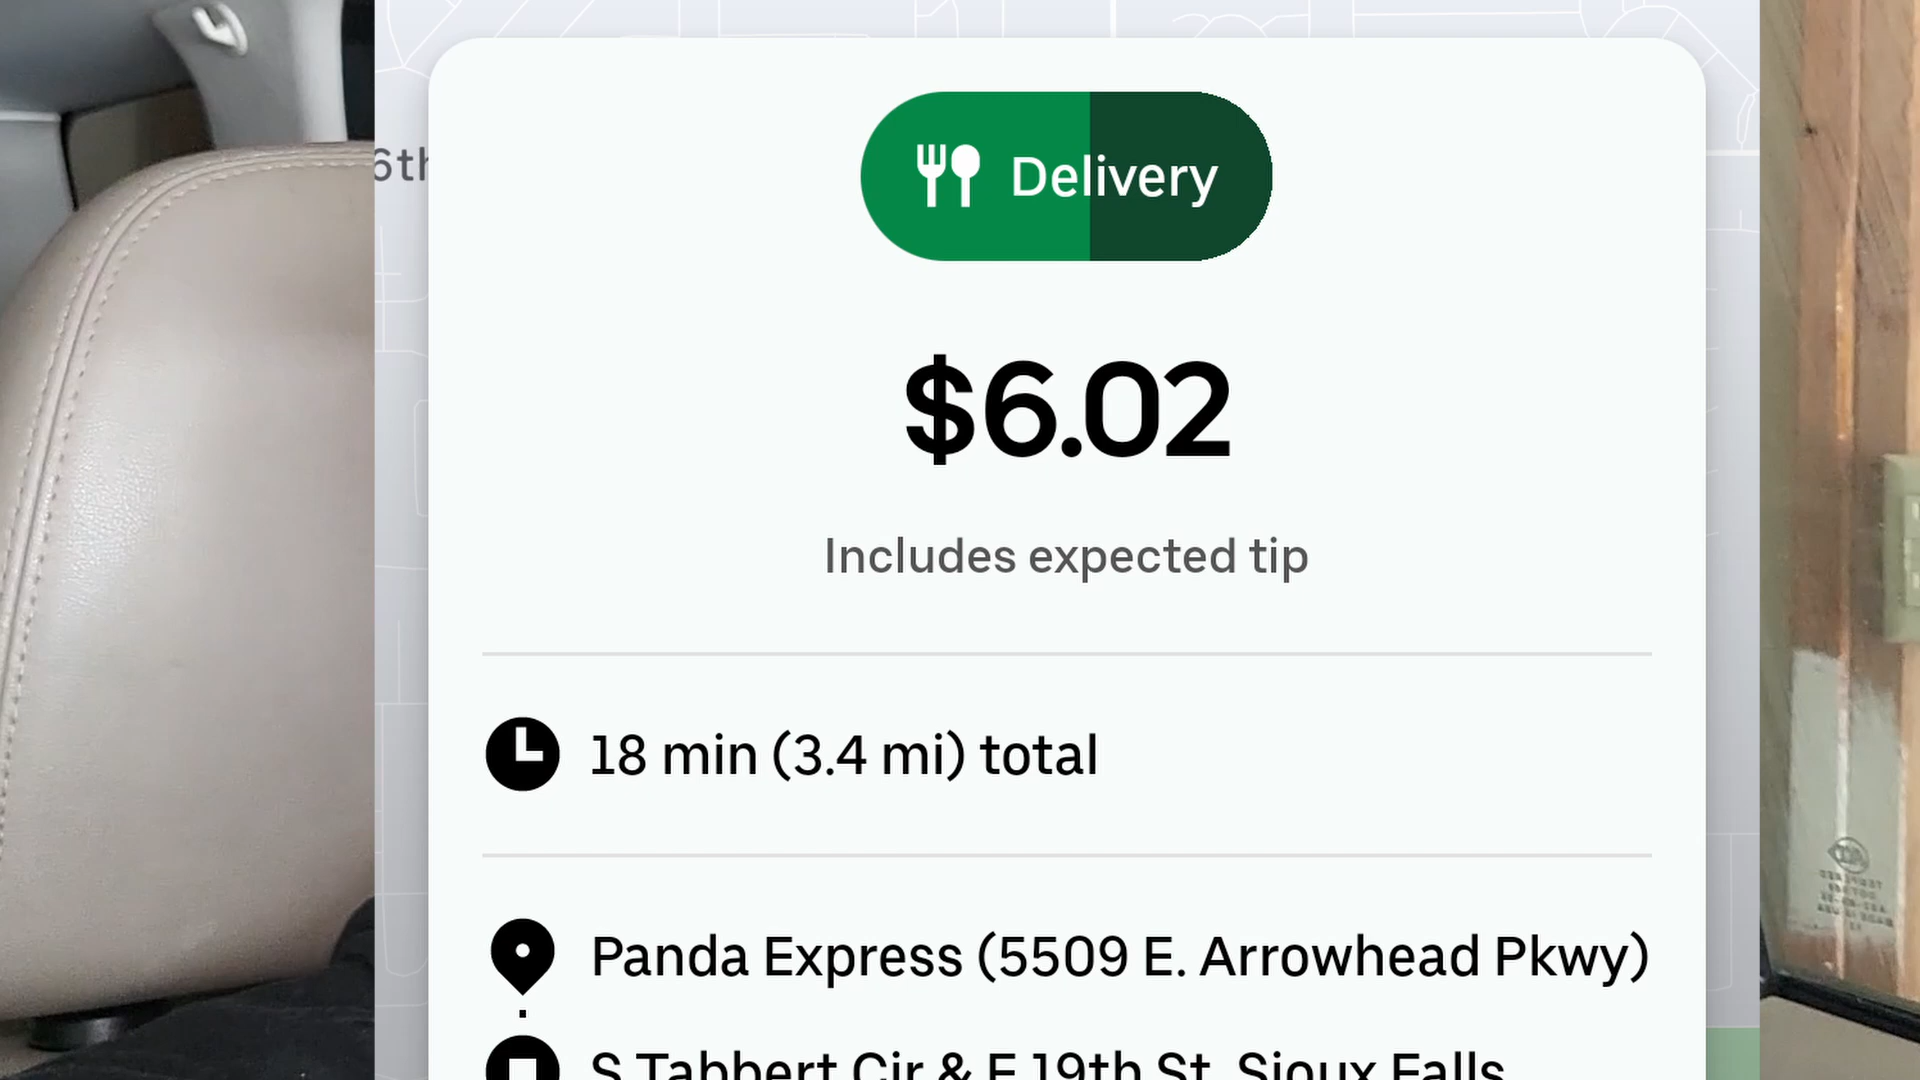 6th
Delivery
$6.02
Includes expected tip
18 min (3.4 mi) total
Panda Express (5509 E. Arrowhead Pkwy)
S Tabbert Cir & E 19th St, Sioux Falls